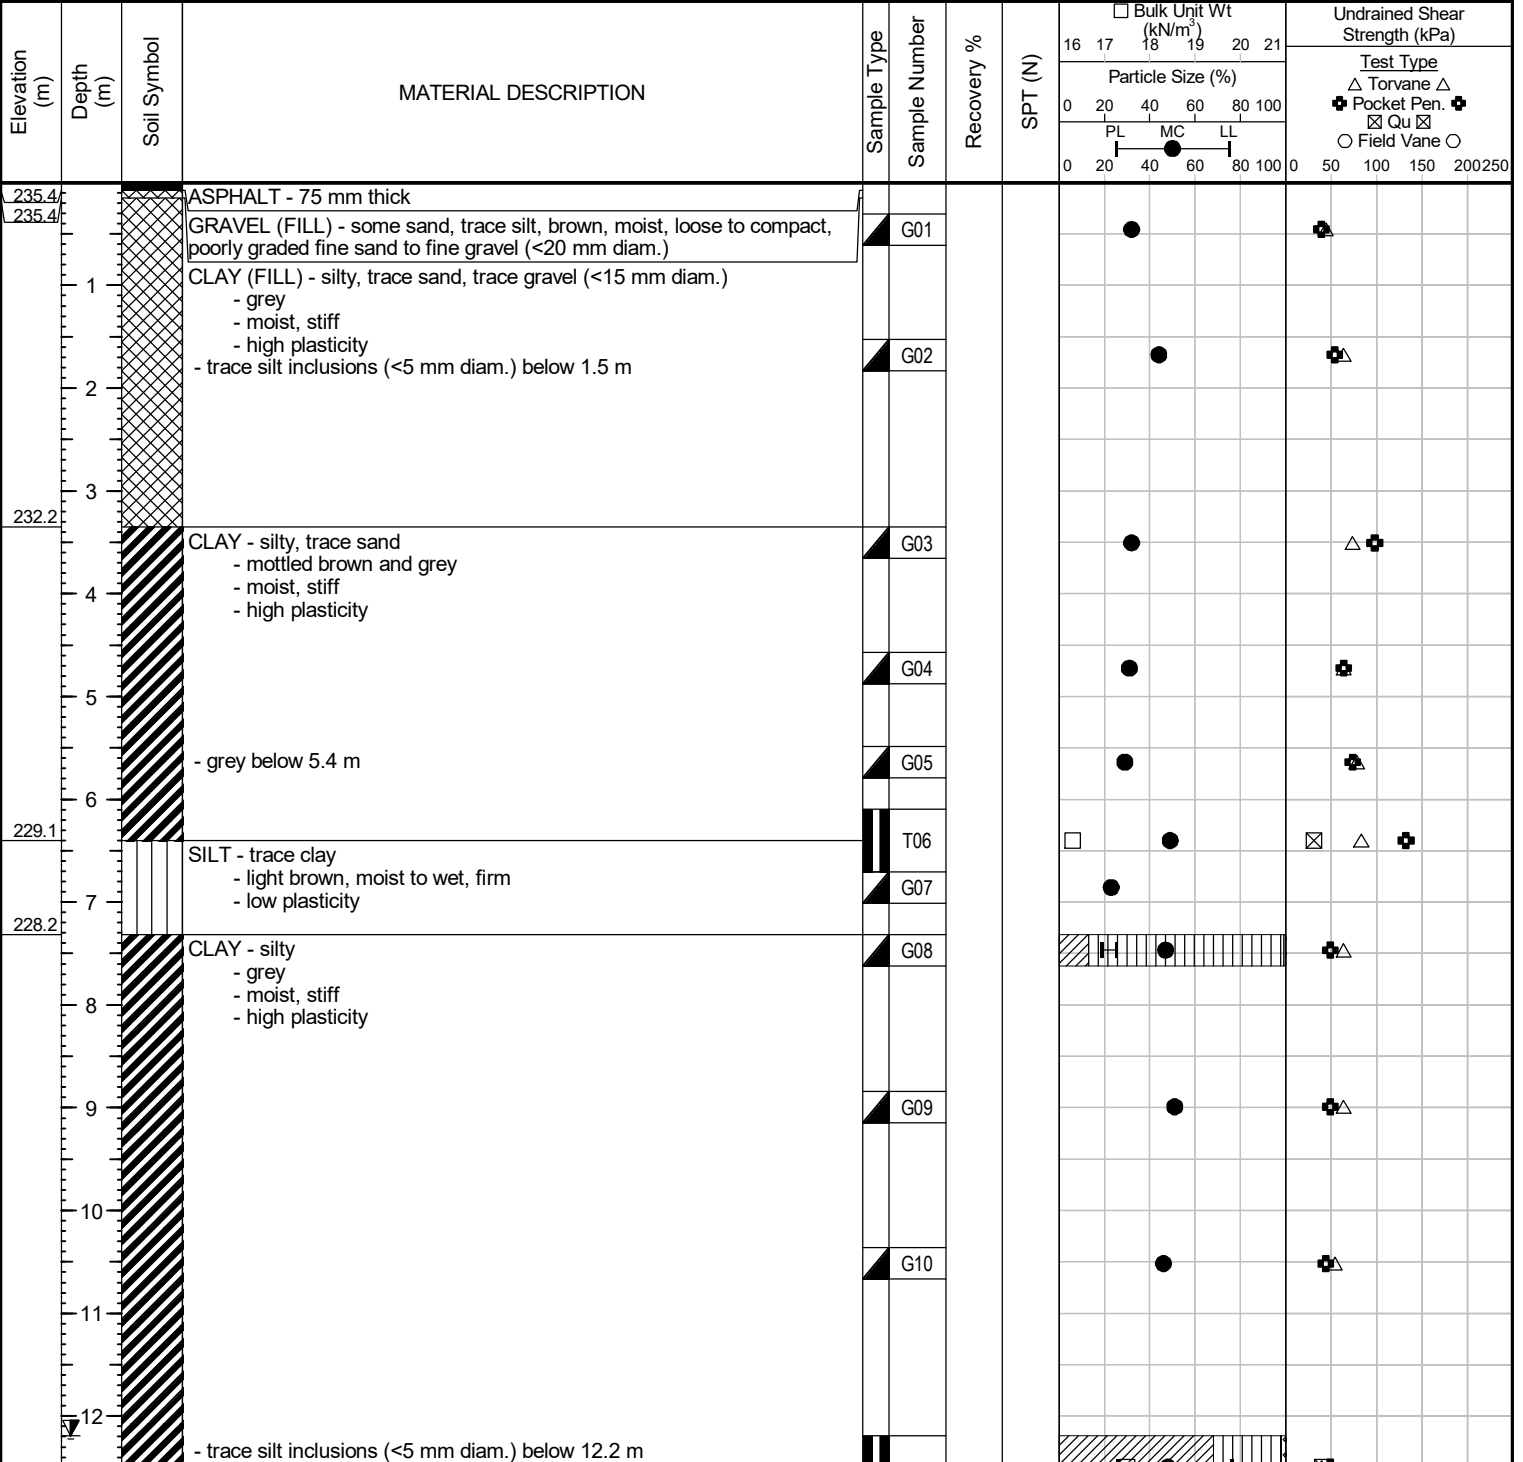 Elevation (m)
Depth (m)
Soil Symbol
MATERIAL DESCRIPTION
Sample Type
Sample Number
Recovery %
SPT (N)
Bulk Unit Wt
(kN/m³)
16 17 18 19 20 21
Particle Size (%)
0 20 40 60 80 100
PL MC LL
0 20 40 60 80 100
Undrained Shear
Strength (kPa)
Test Type
Torvane
Pocket Pen.
Qu
Field Vane
0 50 100 150 200 250
235.4
235.4
ASPHALT - 75 mm thick
GRAVEL (FILL) - some sand, trace silt, brown, moist, loose to compact,
poorly graded fine sand to fine gravel (<20 mm diam.)
G01
CLAY (FILL) - silty, trace sand, trace gravel (<15 mm diam.)
1
- grey
- moist, stiff
- high plasticity
G02
- trace silt inclusions (<5 mm diam.) below 1.5 m
2
3
232.2
CLAY - silty, trace sand
G03
- mottled brown and grey
- moist, stiff
4
- high plasticity
G04
5
- grey below 5.4 m
G05
6
229.1
T06
SILT - trace clay
- light brown, moist to wet, firm
G07
- low plasticity
7
228.2
CLAY - silty
G08
- grey
- moist, stiff
8
- high plasticity
9
G09
10
G10
11
12
- trace silt inclusions (<5 mm diam.) below 12.2 m